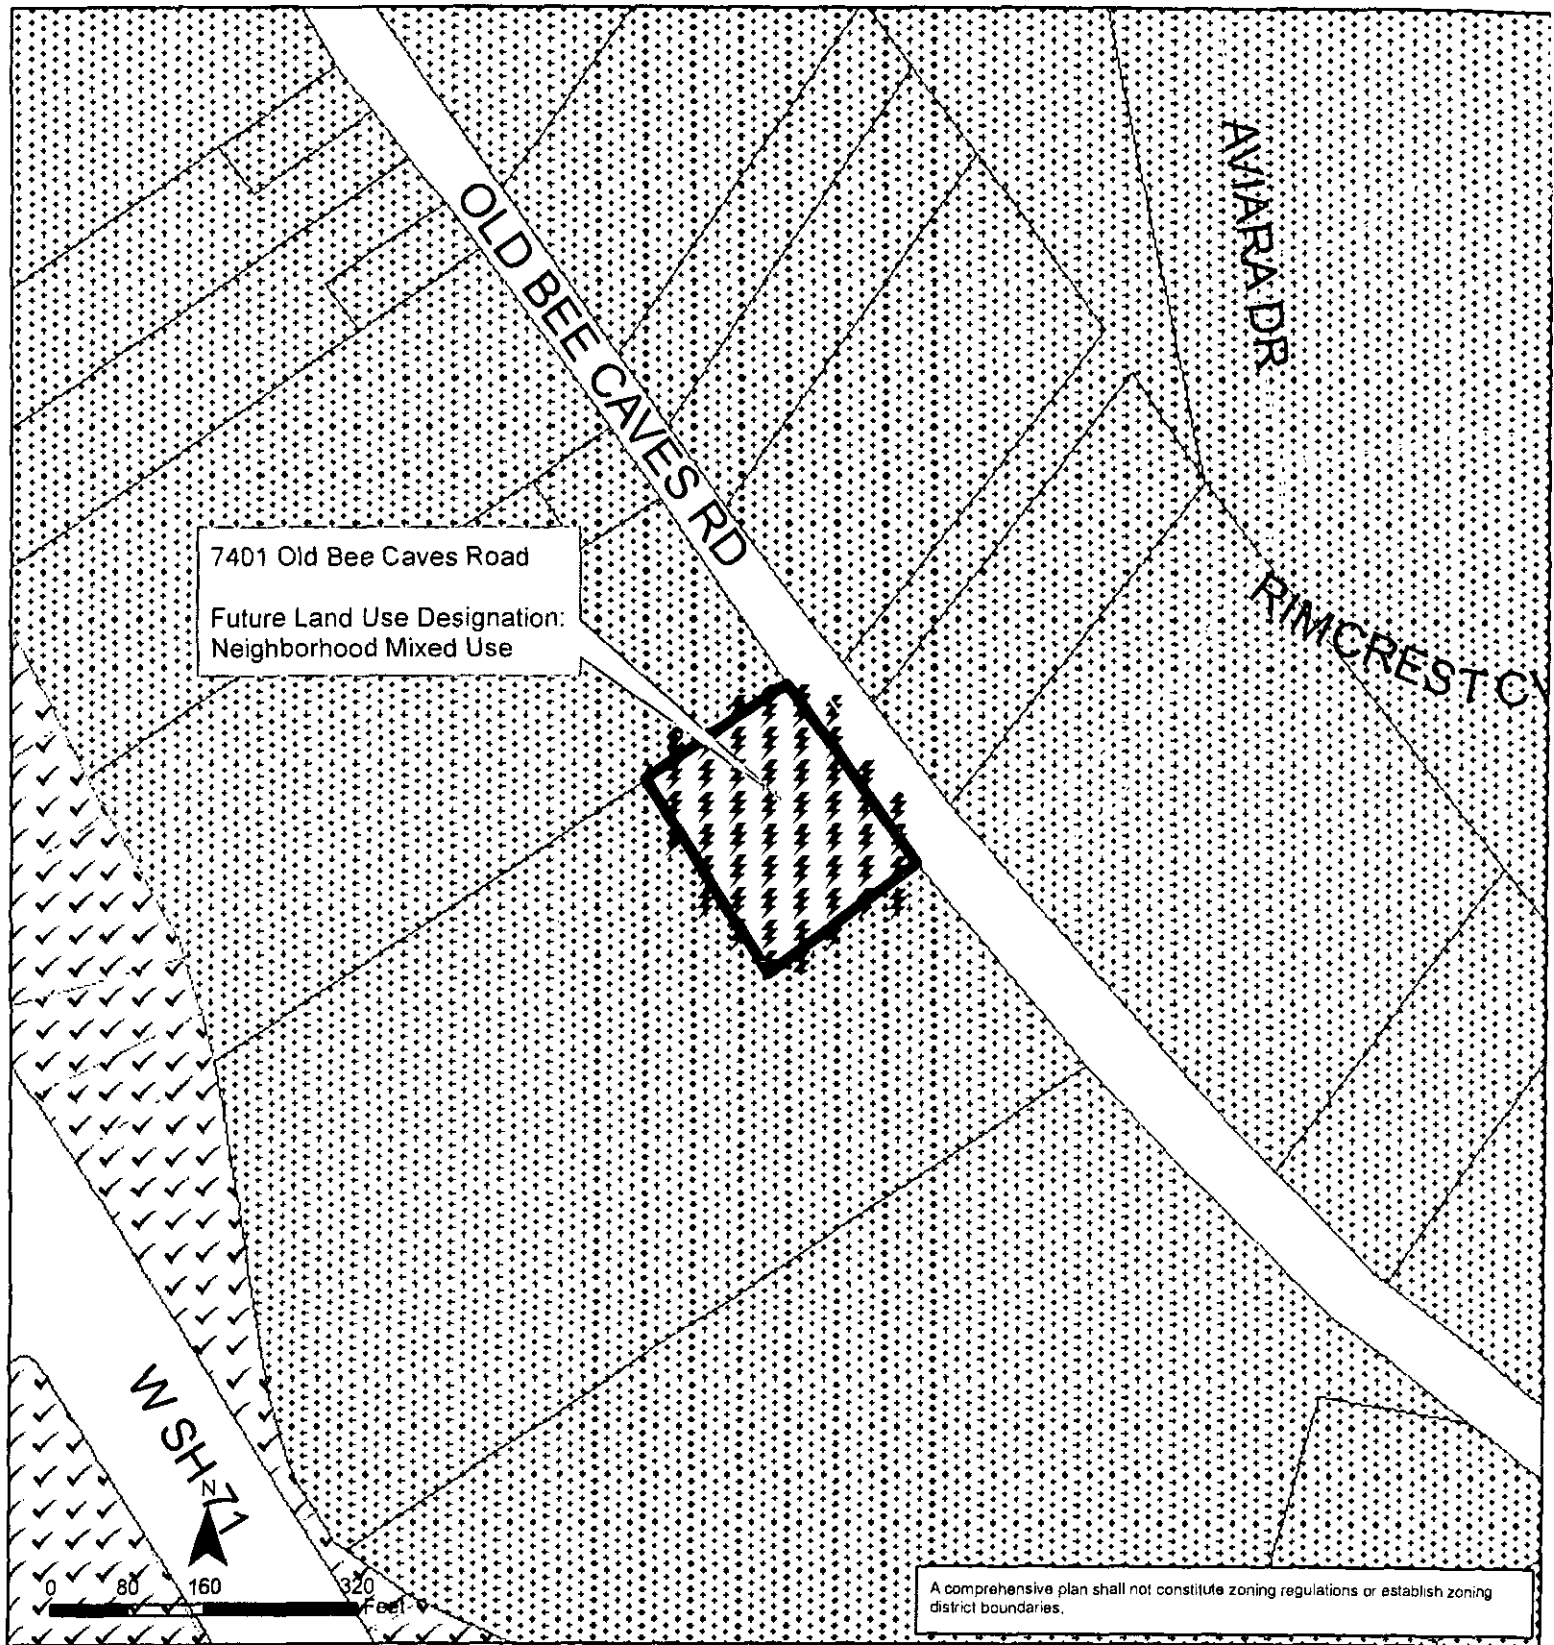 AVIARA DR
OLD BEE CAVES RD
7401 Old Bee Caves Road
Future Land Use Designation:
Neighborhood Mixed Use
RIMCREST CV
W SH 71
N
0 80 160 320
Feet
A comprehensive plan shall not constitute zoning regulations or establish zoning
district boundaries.